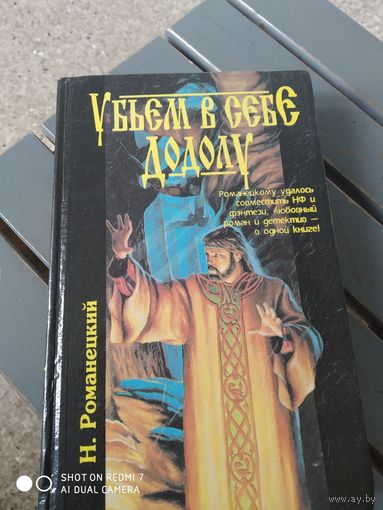 УБЬЕМ В СЕБЕ
ДОДОЛУ
Романецкому удалось
совместить НФ и
фэнтези, любовный
роман и детектив –
в одной книге!
Н. Романецкий
SHOT ON REDMI 7
AI DUAL CAMERA
www.ay.by